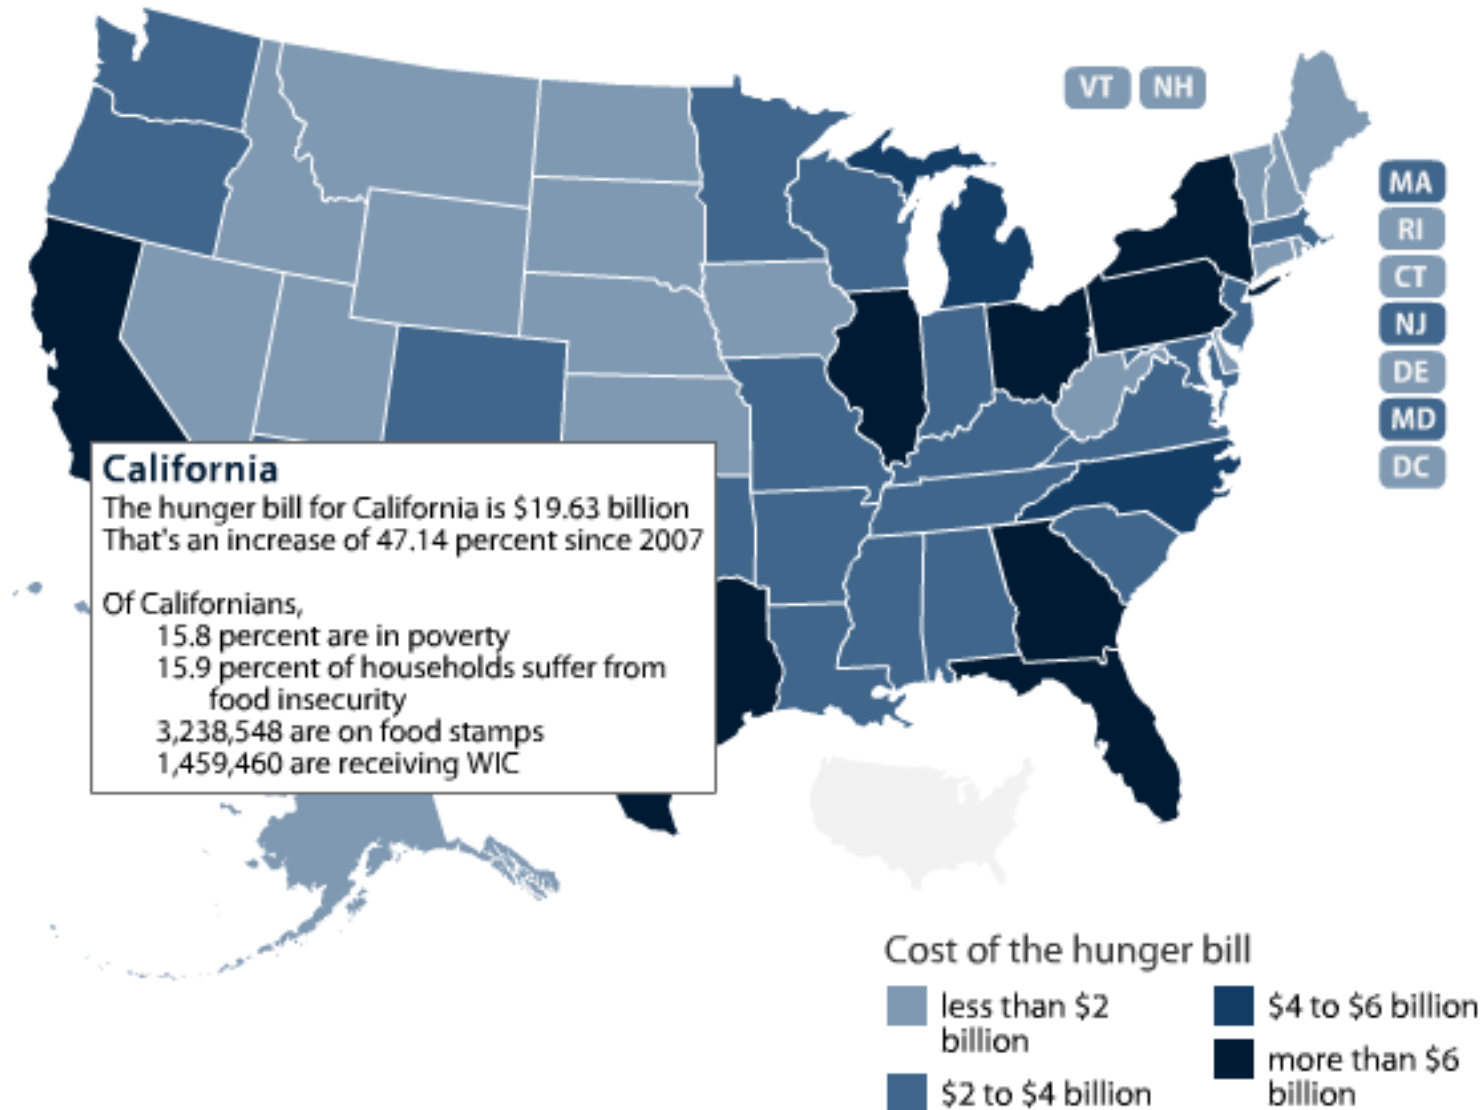 VT NH
MA
RI
CT
NJ
DE
MD
DC
California
The hunger bill for California is $19.63 billion
That's an increase of 47.14 percent since 2007
Of Californians,
15.8 percent are in poverty
15.9 percent of households suffer from
food insecurity
3,238,548 are on food stamps
1,459,460 are receiving WIC
Cost of the hunger bill
less than $2
billion
$2 to $4 billion
$4 to $6 billion
more than $6
billion